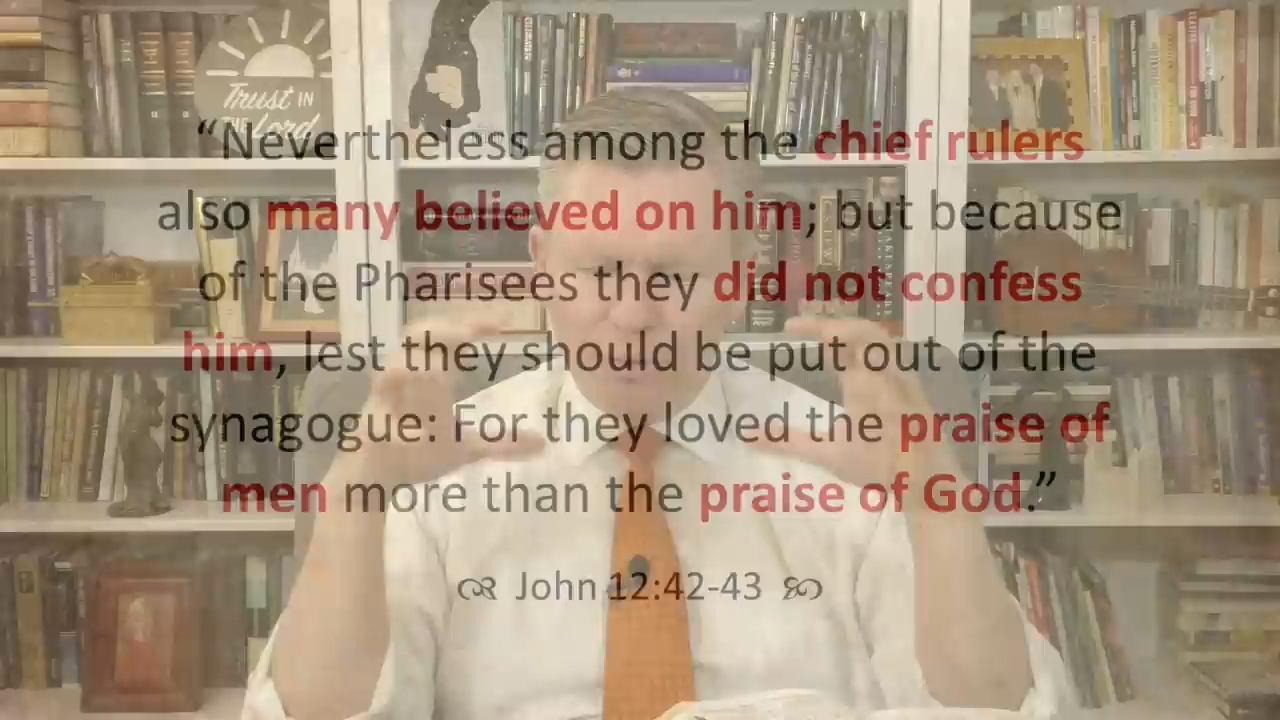 Trust IN
THE Lord
“Nevertheless among the chief rulers
also many believed on him; but because
of the Pharisees they did not confess
him, lest they should be put out of the
synagogue: For they loved the praise of
men more than the praise of God.”
John 12:42-43